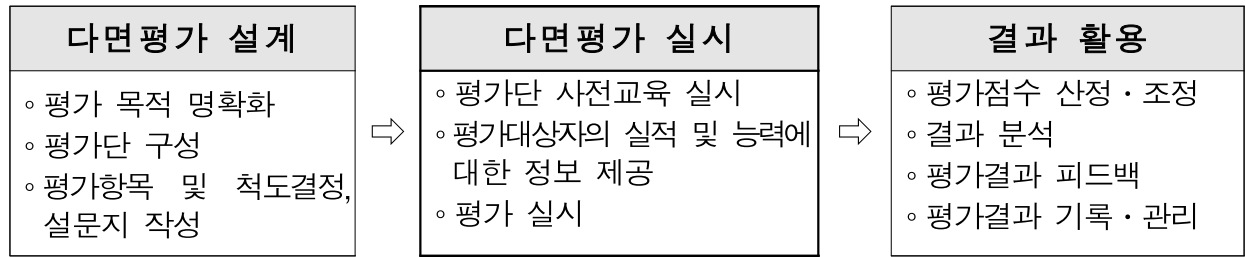 다면평가 설계
◦ 평가 목적 명확화
◦ 평가단 구성
◦ 평가항목 및 척도결정,
설문지 작성
⇨
다면평가 실시
◦ 평가단 사전교육 실시
◦ 평가대상자의 실적 및 능력에
대한 정보 제공
◦ 평가 실시
⇨
결과 활용
◦ 평가점수 산정・조정
◦ 결과 분석
◦ 평가결과 피드백
◦ 평가결과 기록・관리